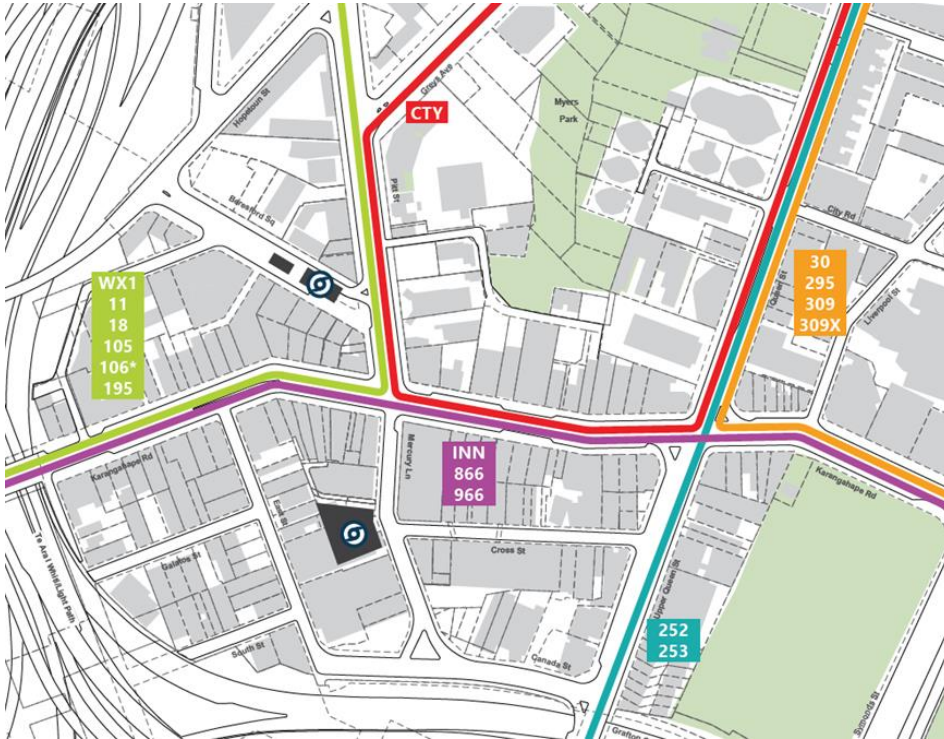 Greys Ave
Hopetoun St
CTY
Myers
Park
Pitt St
Beresford Sq
City Rd
Queen St
Liverpool St
30
295
309
309X
WX1
11
18
105
106*
195
Karangahape Rd
Mercury Ln
INN
866
966
Karangahape Rd
East St
Galatos St
Cross St
Te Ara I Whiti/Light Path
South St
Canada St
Upper Queen St
252
253
Symonds St
Grafton